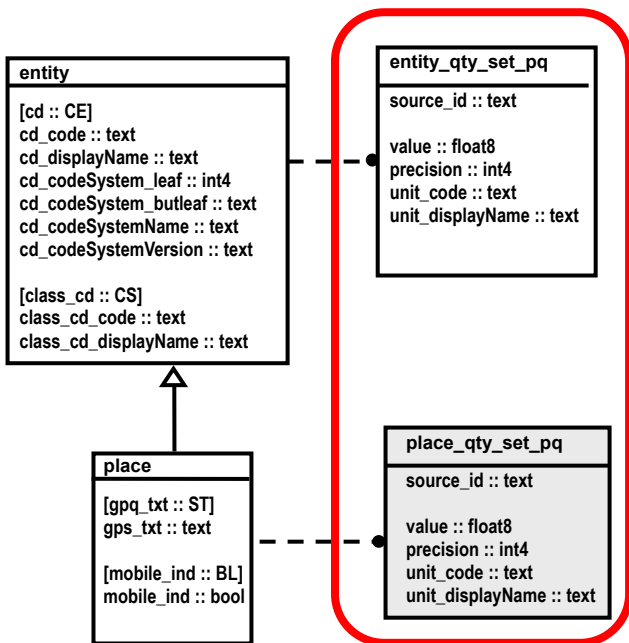 entity
[cd :: CE]
cd_code :: text
cd_displayName :: text
cd_codeSystem_leaf :: int4
cd_codeSystem_butleaf :: text
cd_codeSystemName :: text
cd_codeSystemVersion :: text
[class_cd :: CS]
class_cd_code :: text
class_cd_displayName :: text
entity_qty_set_pq
source_id :: text
value :: float8
precision :: int4
unit_code :: text
unit_displayName :: text
place
[gpq_txt :: ST]
gps_txt :: text
[mobile_ind :: BL]
mobile_ind :: bool
place_qty_set_pq
source_id :: text
value :: float8
precision :: int4
unit_code :: text
unit_displayName :: text